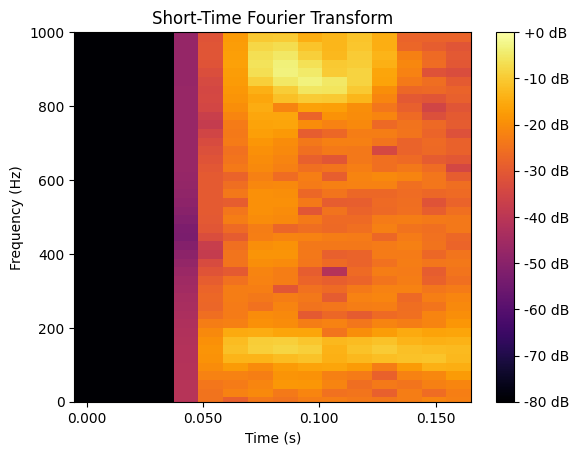 Short-Time Fourier Transform
1000
800
600
400
200
0
Frequency (Hz)
0.000
0.050
0.100
0.150
Time (s)
+0 dB
-10 dB
-20 dB
-30 dB
-40 dB
-50 dB
-60 dB
-70 dB
-80 dB